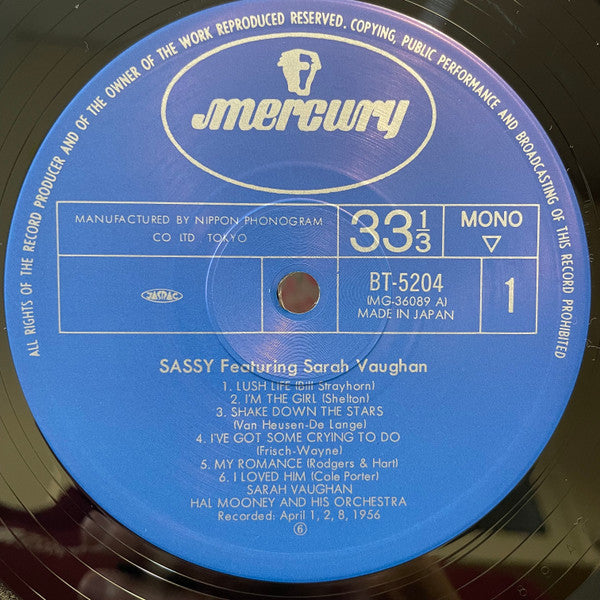 ALL RIGHTS OF THE RECORD PRODUCER AND OF THE OWNER OF THE WORK REPRODUCED RESERVED. COPYING, PUBLIC PERFORMANCE AND BROADCASTING OF THIS RECORD PROHIBITED
mercury
MANUFACTURED BY NIPPON PHONOGRAM
CO LTD. TOKYO
33 1/3
MONO
▽
JASRAC
BT-5204
(MG-36089 A)
MADE IN JAPAN
1
SASSY Featuring Sarah Vaughan
1. LUSH LIFE (Bill Strayhorn)
2. I'M THE GIRL (Shelton)
3. SHAKE DOWN THE STARS
(Van Heusen-De Lange)
4. I'VE GOT SOME CRYING TO DO
(Frisch-Wayne)
5. MY ROMANCE (Rodgers & Hart)
6. I LOVED HIM (Cole Porter)
SARAH VAUGHAN
HAL MOONEY AND HIS ORCHESTRA
Recorded: April 1, 2, 8, 1956
⑥